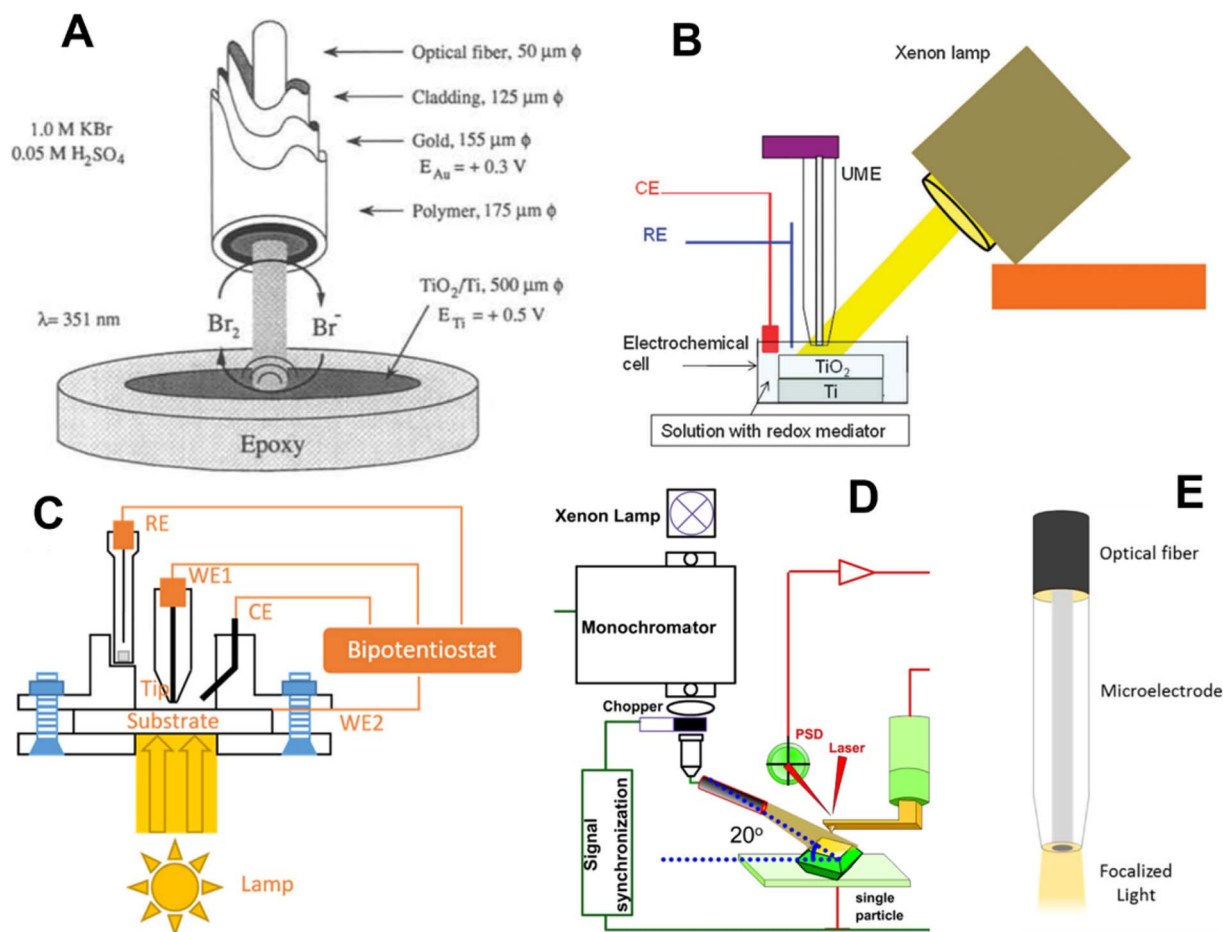 A
Optical fiber, 50 μm ϕ
Cladding, 125 μm ϕ
1.0 M KBr
0.05 M H₂SO₄
Gold, 155 μm ϕ
E_Au = + 0.3 V
Polymer, 175 μm ϕ
TiO₂/Ti, 500 μm ϕ
E_Ti = + 0.5 V
λ= 351 nm
Br₂
Br⁻
Epoxy
B
Xenon lamp
UME
CE
RE
Electrochemical
cell
TiO₂
Ti
Solution with redox mediator
C
RE
WE1
CE
Bipotentiostat
Tip
Substrate
WE2
Lamp
D
Xenon Lamp
Monochromator
Chopper
PSD
Laser
Signal
synchronization
20º
single
particle
E
Optical fiber
Microelectrode
Focalized
Light